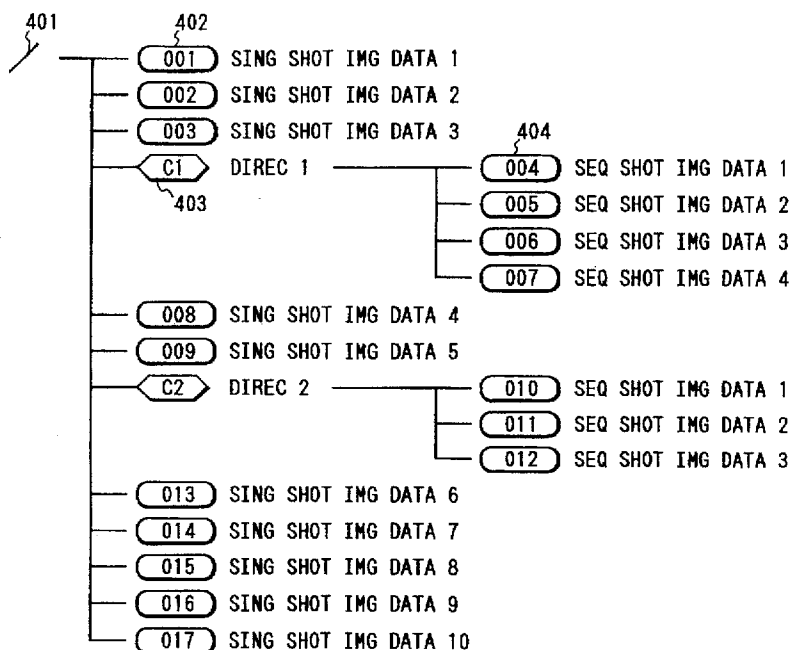 401
402
001 SING SHOT IMG DATA 1
002 SING SHOT IMG DATA 2
003 SING SHOT IMG DATA 3
404
C1 DIREC 1 004 SEQ SHOT IMG DATA 1
403
005 SEQ SHOT IMG DATA 2
006 SEQ SHOT IMG DATA 3
007 SEQ SHOT IMG DATA 4
008 SING SHOT IMG DATA 4
009 SING SHOT IMG DATA 5
C2 DIREC 2 010 SEQ SHOT IMG DATA 1
011 SEQ SHOT IMG DATA 2
012 SEQ SHOT IMG DATA 3
013 SING SHOT IMG DATA 6
014 SING SHOT IMG DATA 7
015 SING SHOT IMG DATA 8
016 SING SHOT IMG DATA 9
017 SING SHOT IMG DATA 10